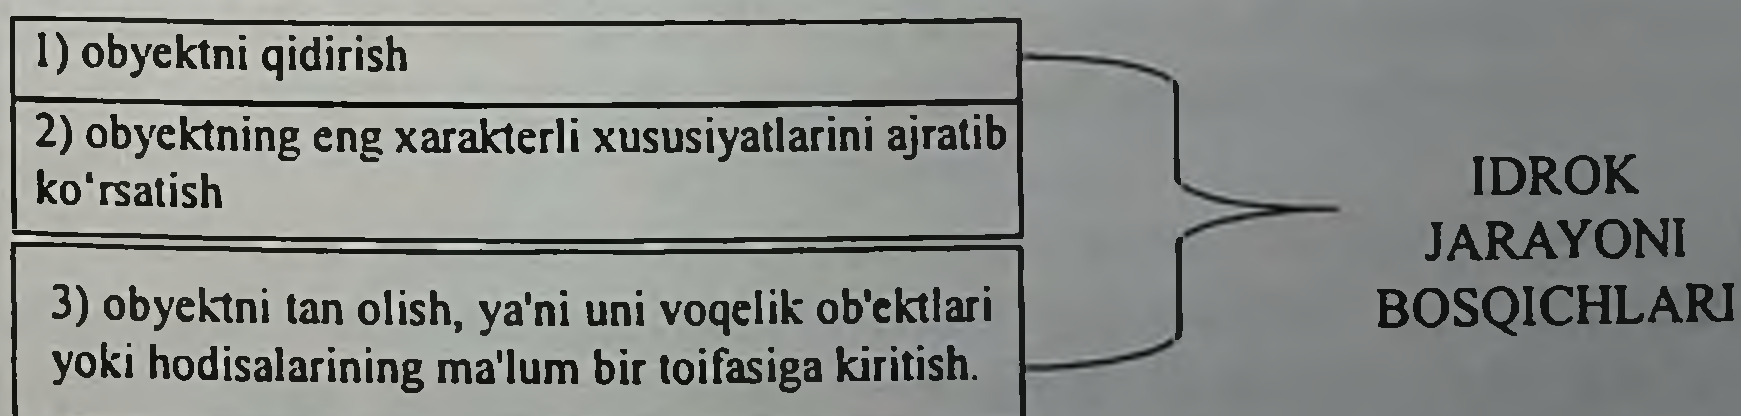 1) obyektni qidirish
2) obyektning eng xarakterli xususiyatlarini ajratib
ko‘rsatish
3) obyektni tan olish, ya'ni uni voqelik ob'ektlari
yoki hodisalarining ma'lum bir toifasiga kiritish.
IDROK
JARAYONI
BOSQICHLARI